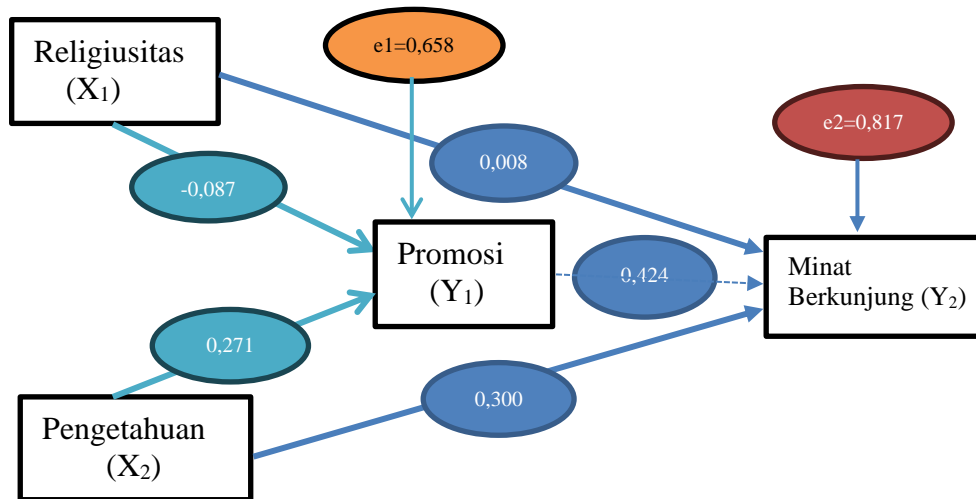 Religiusitas
(X₁)
e1=0,658
e2=0,817
0,008
-0,087
Promosi
(Y₁)
0,424
Minat
Berkunjung (Y₂)
0,271
0,300
Pengetahuan
(X₂)